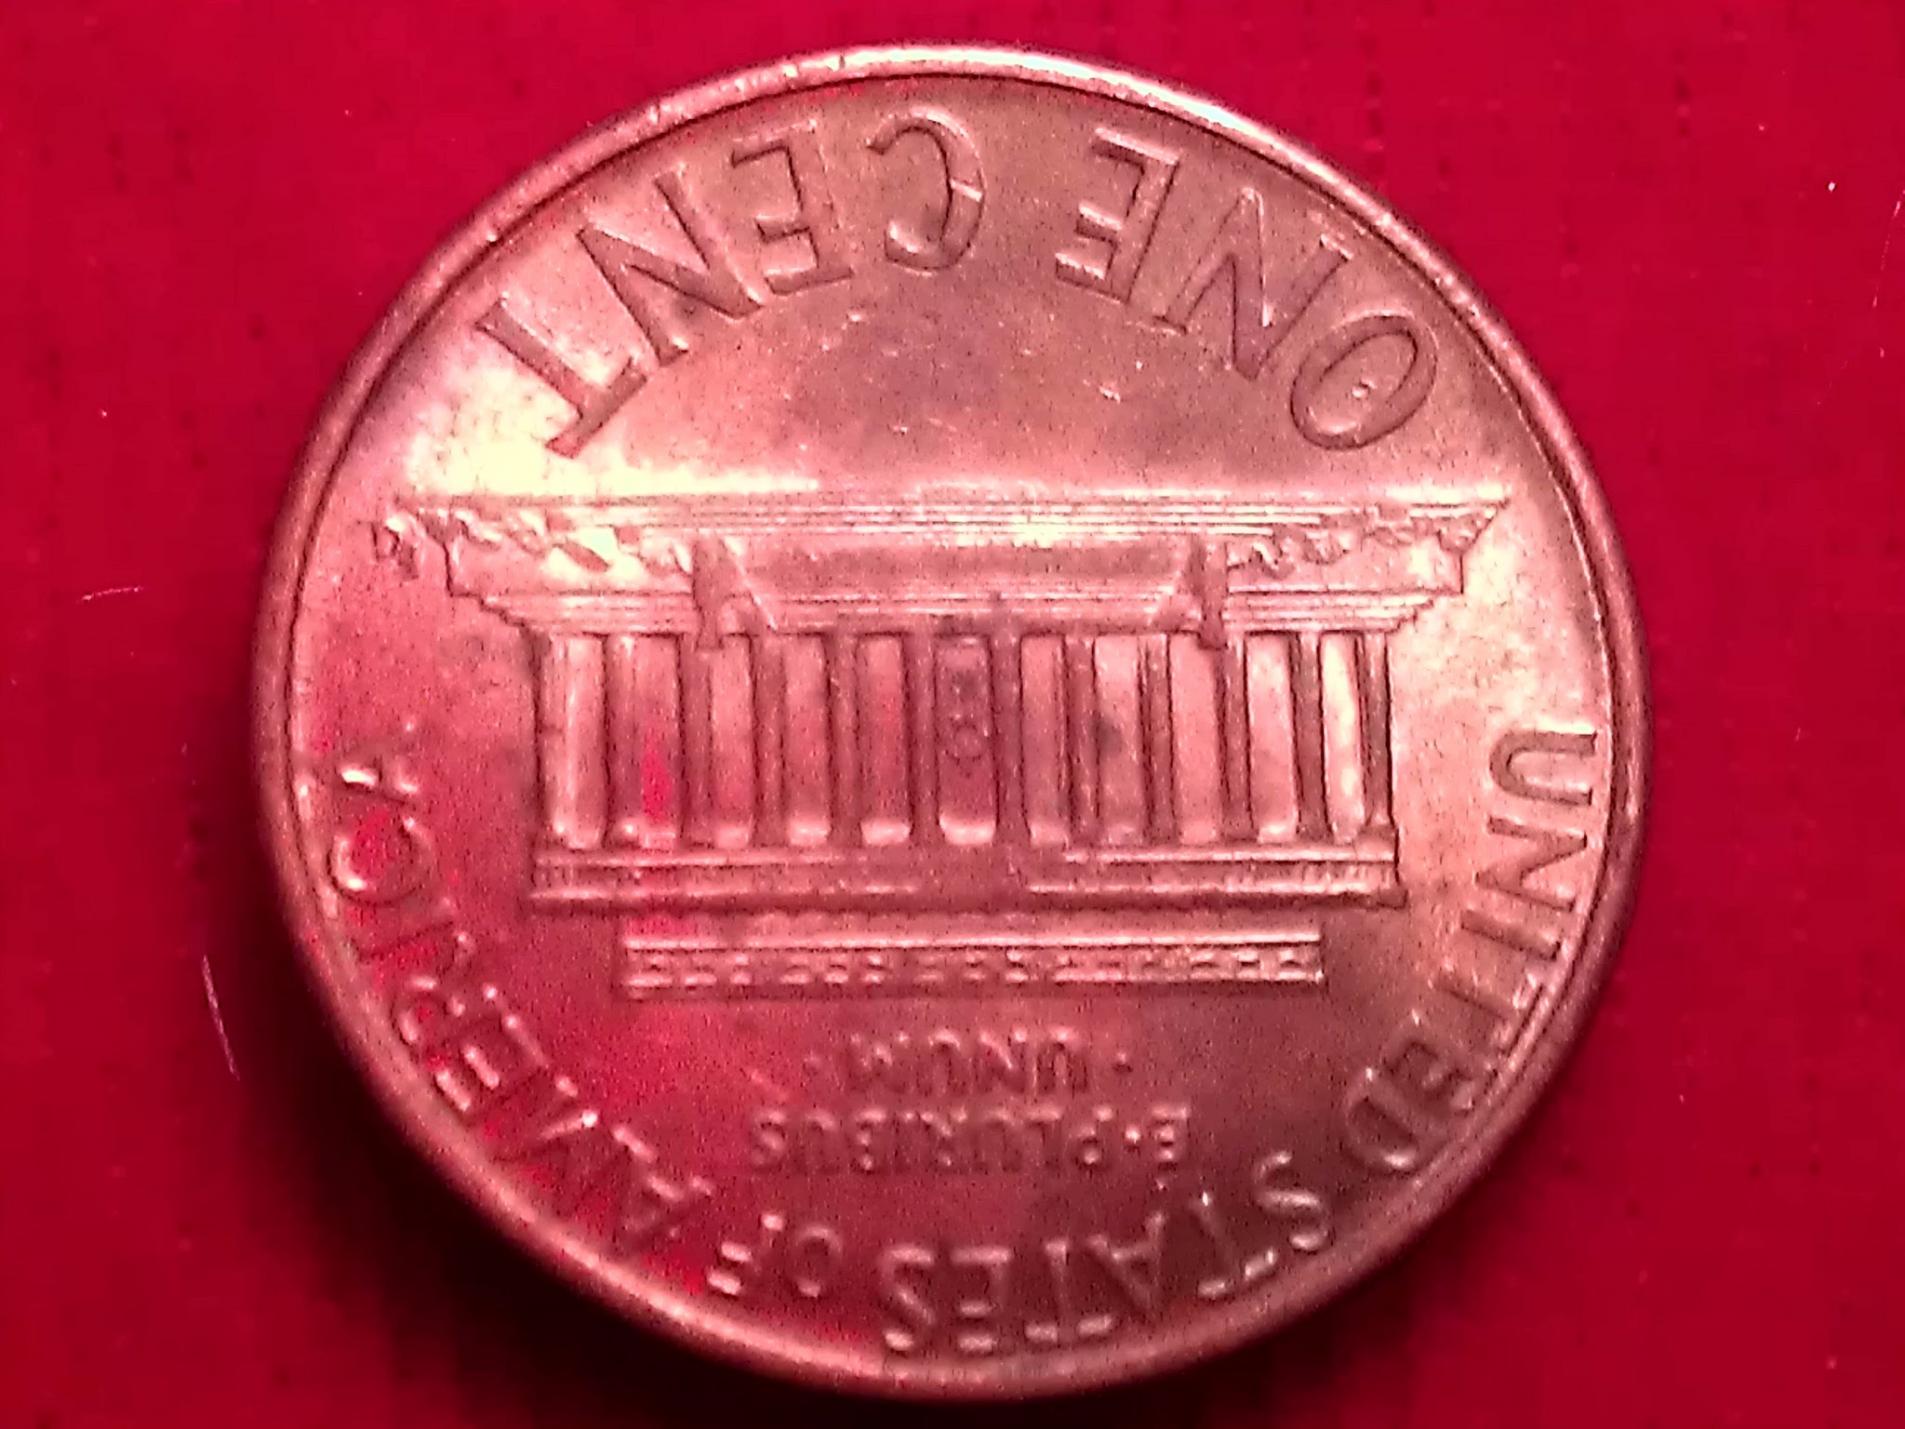 UNITED STATES OF AMERICA
E·PLURIBUS
·UNUM·
ONE CENT